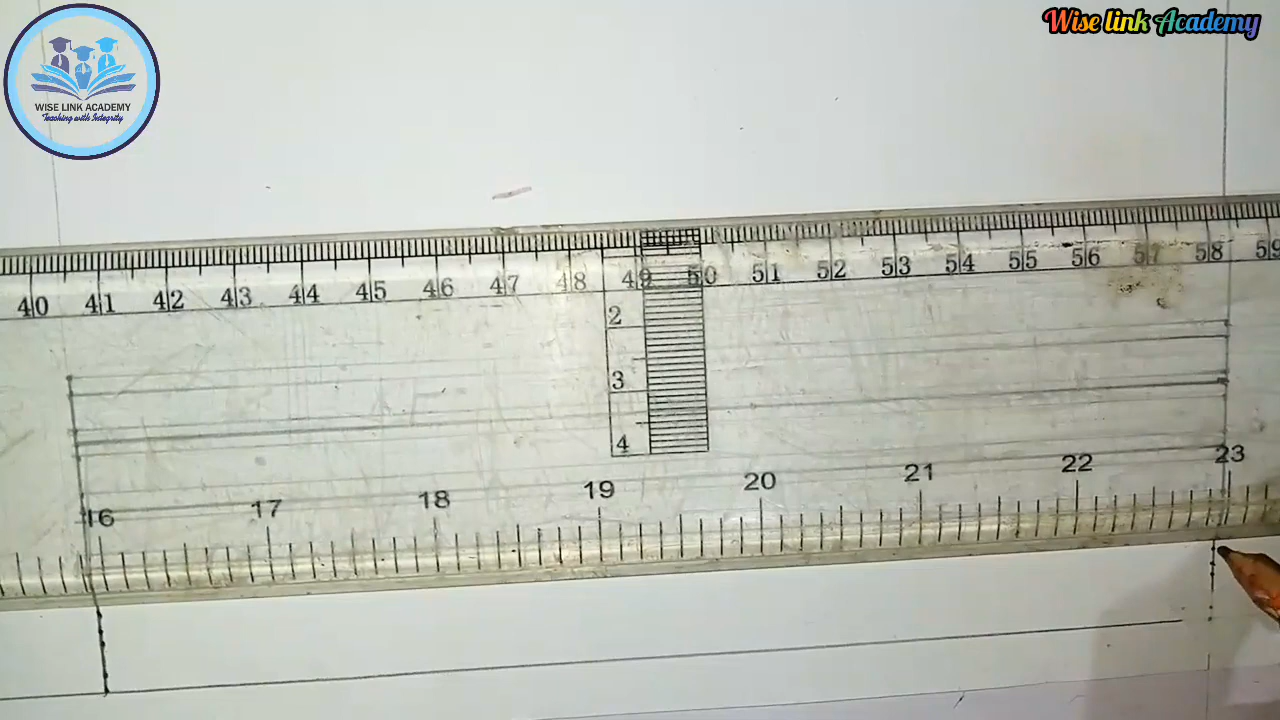 WISE LINK ACADEMY
Teaching with Integrity
Wise link Academy
40 41 42 43 44 45 46 47 48 49 50 51 52 53 54 55 56 57 58 59
2
3
4
16 17 18 19 20 21 22 23